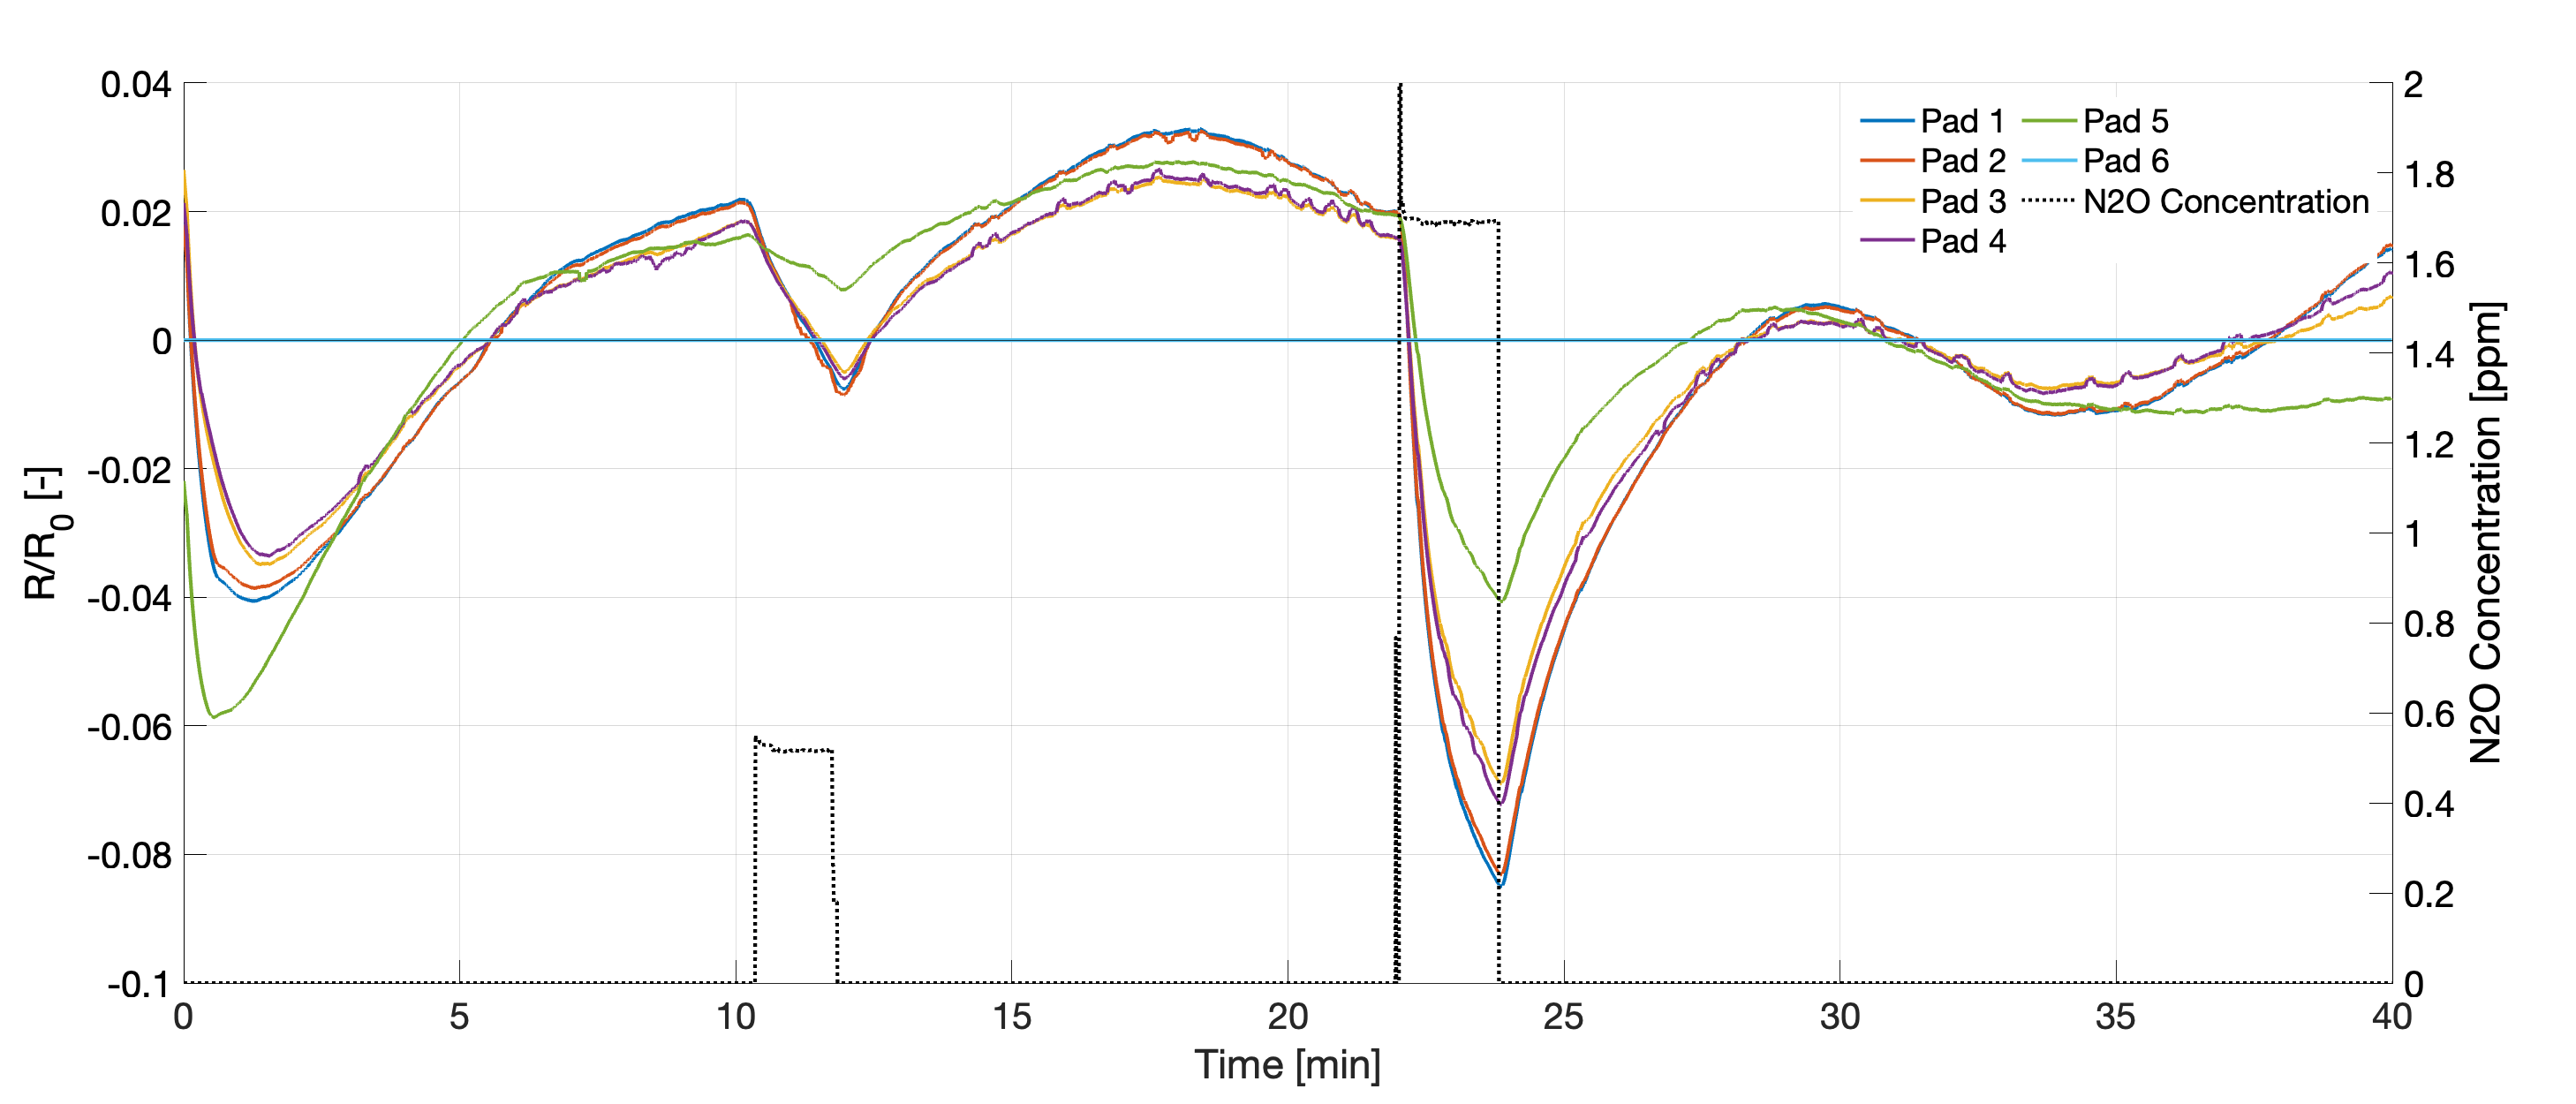 0.04
0.02
0
-0.02
-0.04
-0.06
-0.08
-0.1
R/R0 [-]
0 5 10 15 20 25 30 35 40
Time [min]
2
1.8
1.6
1.4
1.2
1
0.8
0.6
0.4
0.2
0
N2O Concentration [ppm]
Pad 1 Pad 5
Pad 2 Pad 6
Pad 3 N2O Concentration
Pad 4